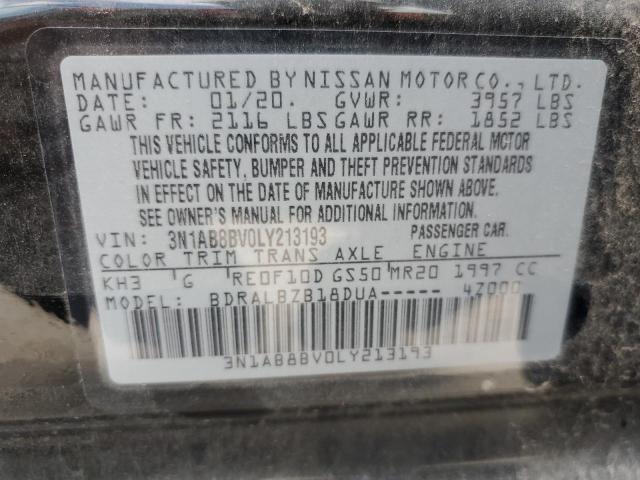 MANUFACTURED BY NISSAN MOTOR CO., LTD.
DATE: 01/20. GVWR: 3957 LBS
GAWR FR: 2116 LBS GAWR RR: 1852 LBS
THIS VEHICLE CONFORMS TO ALL APPLICABLE FEDERAL MOTOR
VEHICLE SAFETY, BUMPER AND THEFT PREVENTION STANDARDS
IN EFFECT ON THE DATE OF MANUFACTURE SHOWN ABOVE.
SEE OWNER'S MANUAL FOR ADDITIONAL INFORMATION.
VIN: 3N1AB8BV0LY213193 PASSENGER CAR.
COLOR TRIM TRANS AXLE ENGINE
KH3 G RE0F10D GS50 MR20 1997 CC
MODEL: BDRALBZB18DUA----- 4Z000
3N1AB8BV0LY213193